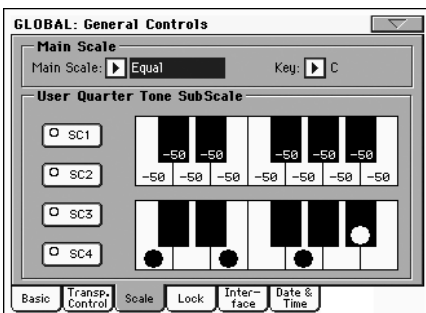 GLOBAL: General Controls
Main Scale
Main Scale: Equal Key: C
User Quarter Tone SubScale
SC1
SC2
SC3
SC4
-50 -50 -50 -50 -50
-50 -50 -50 -50 -50 -50 -50
Basic Transp. Control Scale Lock Inter-face Date & Time